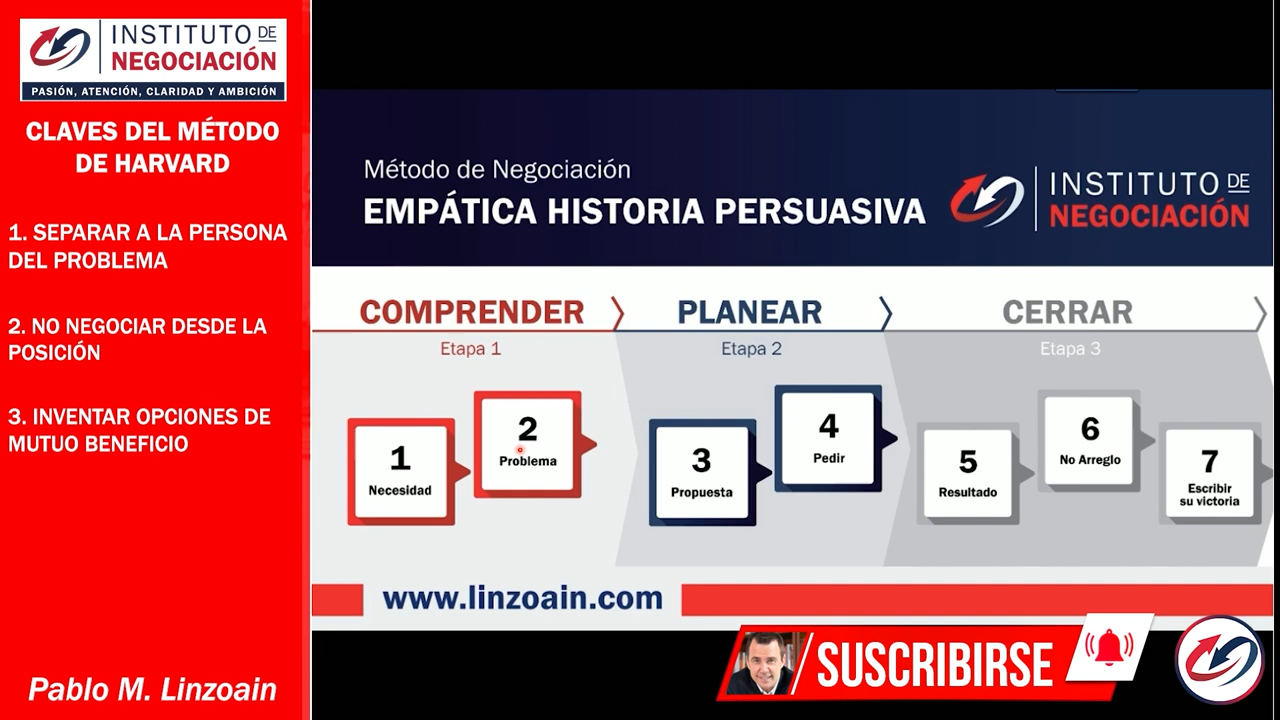 INSTITUTO DE
NEGOCIACIÓN
PASIÓN, ATENCIÓN, CLARIDAD Y AMBICIÓN
CLAVES DEL MÉTODO
DE HARVARD
1. SEPARAR A LA PERSONA
DEL PROBLEMA
2. NO NEGOCIAR DESDE LA
POSICIÓN
3. INVENTAR OPCIONES DE
MUTUO BENEFICIO
Pablo M. Linzoain
Método de Negociación
EMPÁTICA HISTORIA PERSUASIVA
INSTITUTO DE
NEGOCIACIÓN
COMPRENDER
Etapa 1
PLANEAR
Etapa 2
CERRAR
Etapa 3
1
Necesidad
2
Problema
3
Propuesta
4
Pedir
5
Resultado
6
No Arreglo
7
Escribir
su victoria
www.linzoain.com
SUSCRIBIRSE